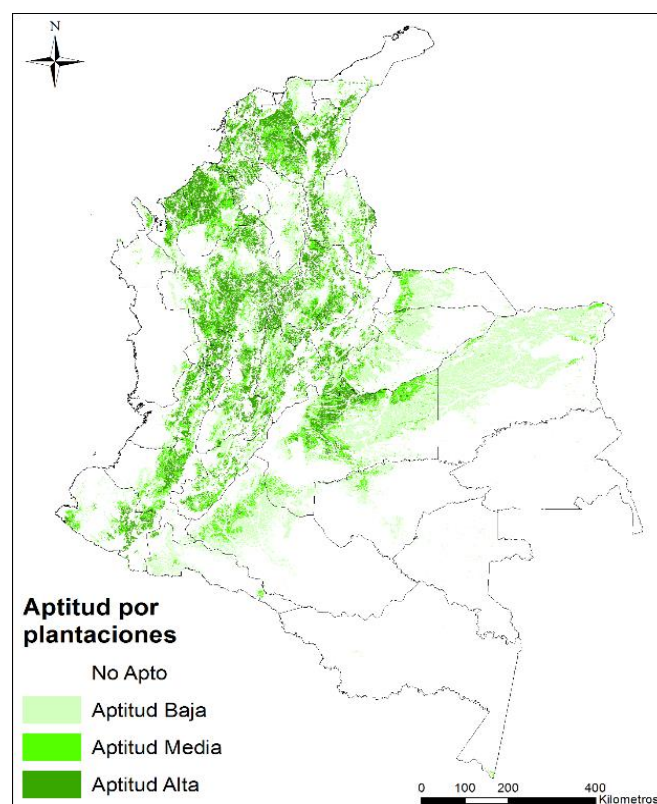 N
Aptitud por
plantaciones
No Apto
Aptitud Baja
Aptitud Media
Aptitud Alta
0 100 200 400
Kilometros